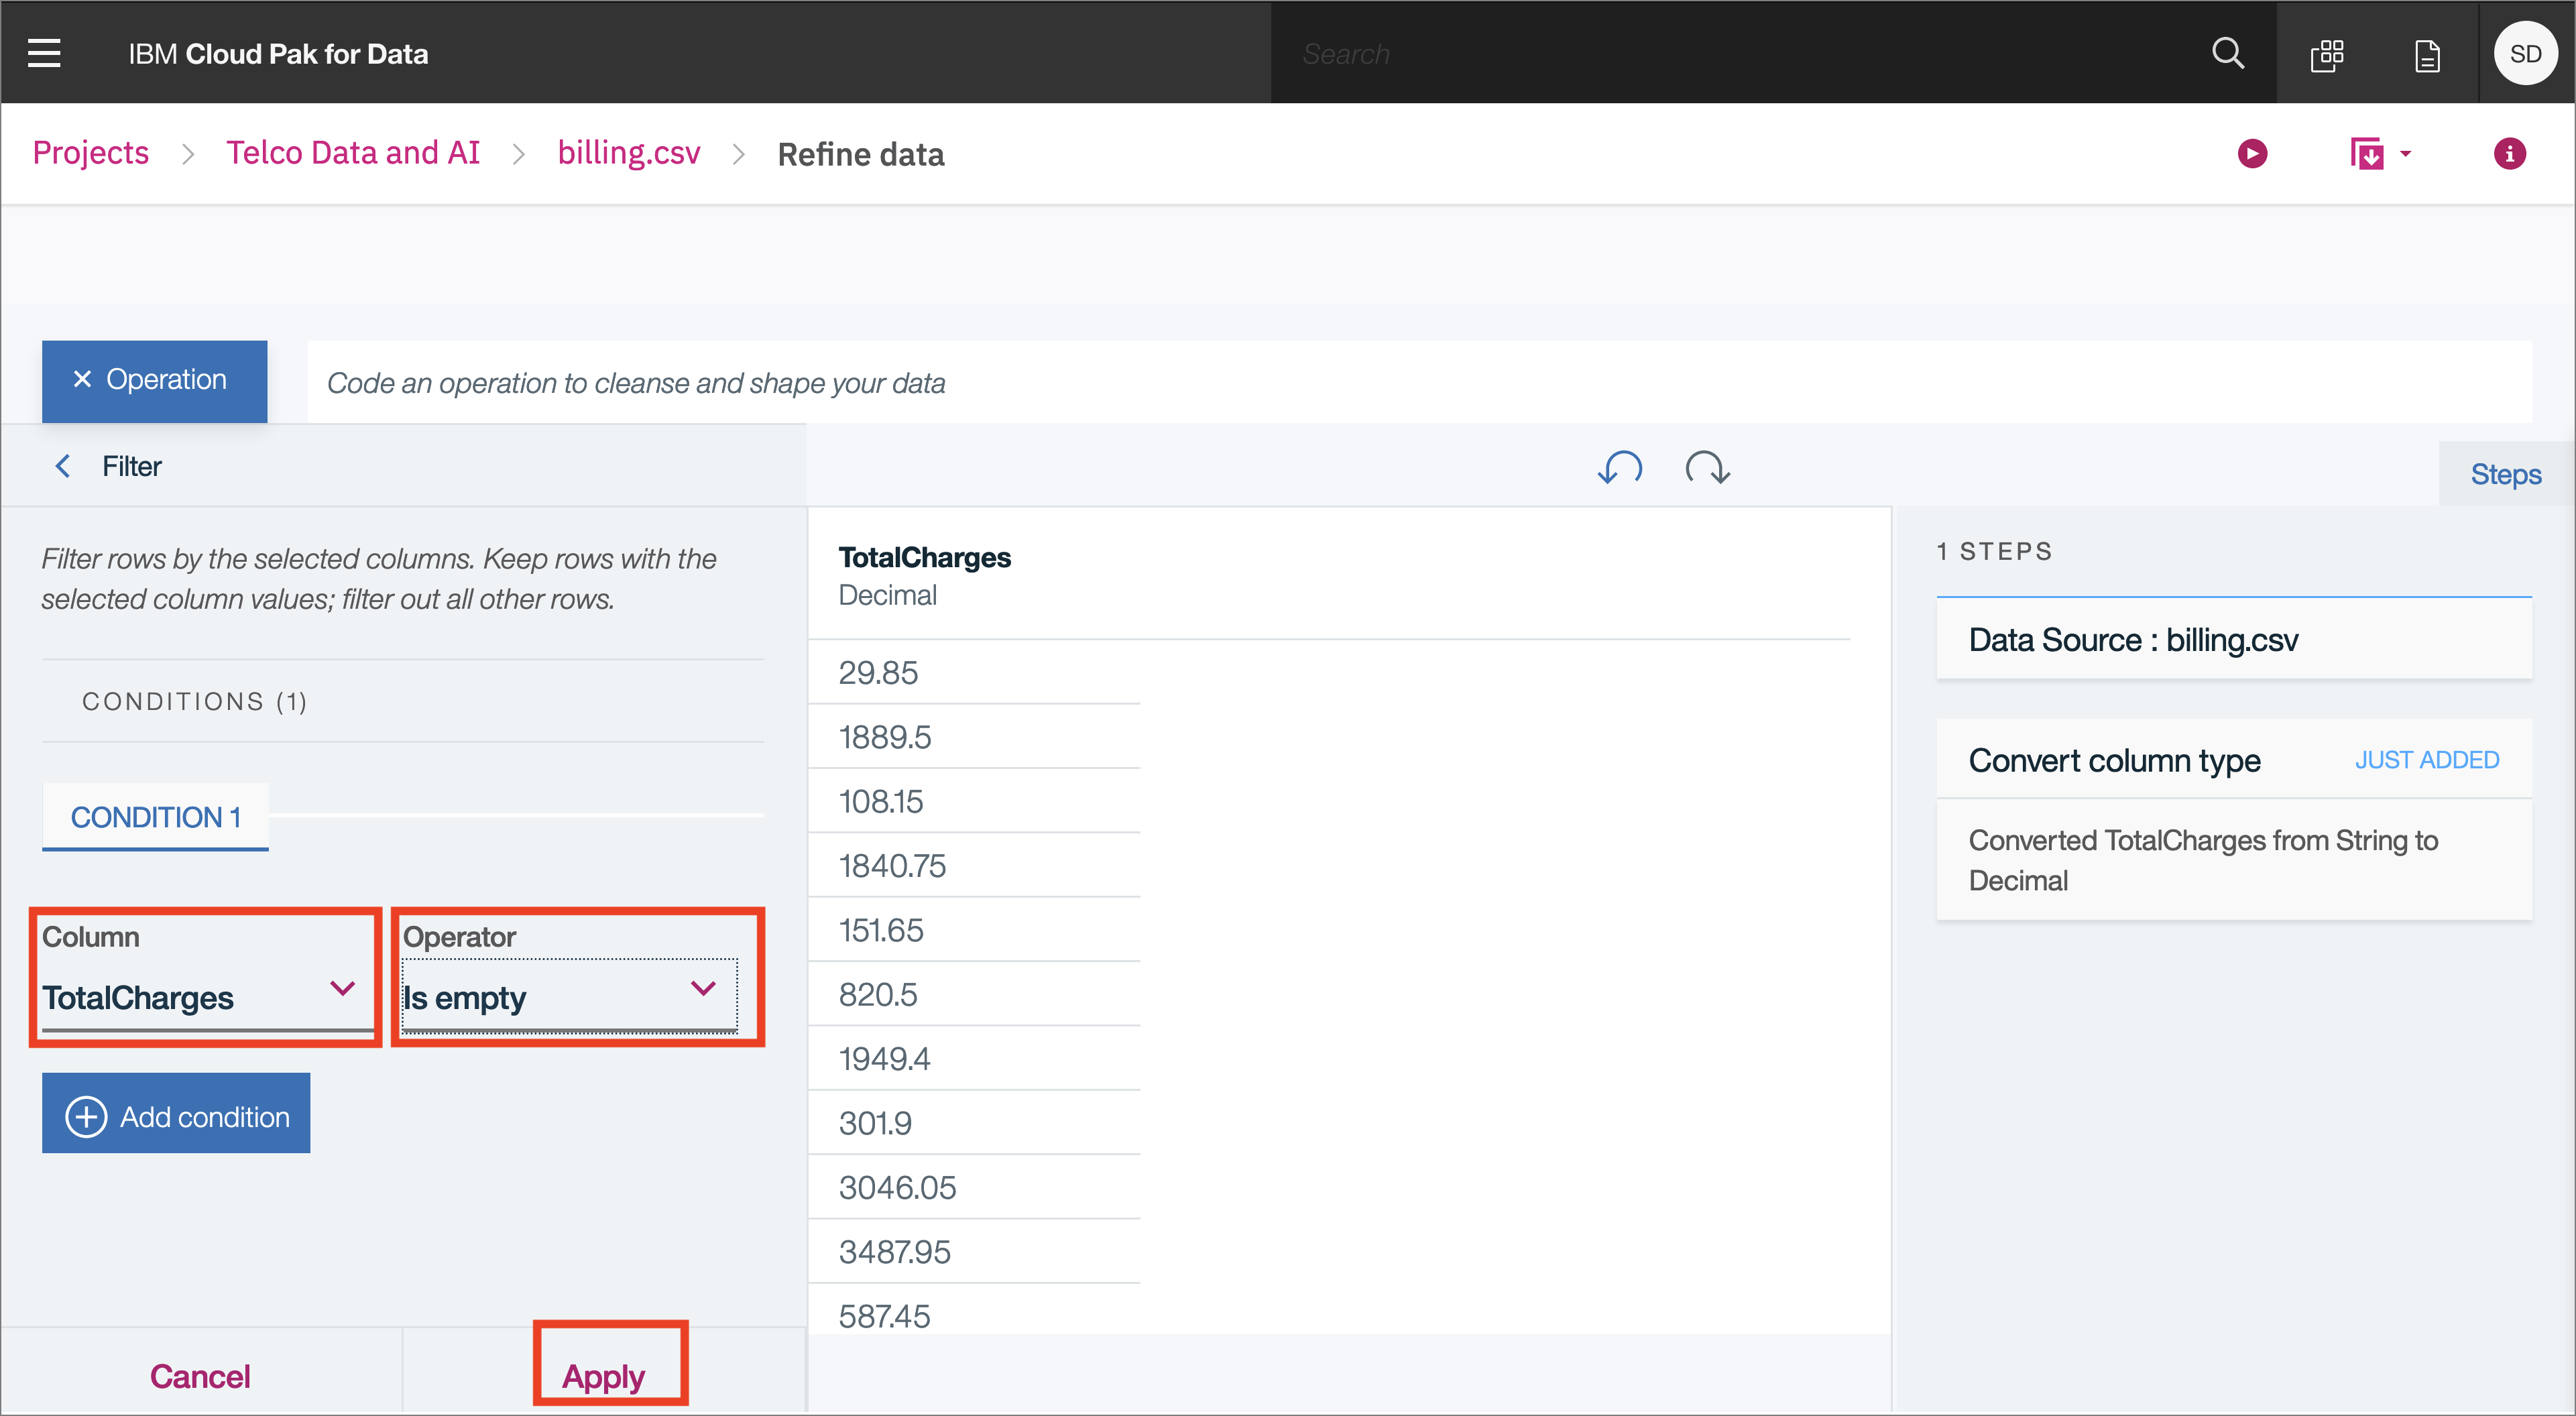 IBM Cloud Pak for Data
Search
SD
Projects
Telco Data and AI
billing.csv
Refine data
Operation
Code an operation to cleanse and shape your data
Filter
Steps
Filter rows by the selected columns. Keep rows with the
selected column values; filter out all other rows.
CONDITIONS (1)
CONDITION 1
Column
Operator
TotalCharges
Is empty
Add condition
Cancel
Apply
TotalCharges
Decimal
29.85
1889.5
108.15
1840.75
151.65
820.5
1949.4
301.9
3046.05
3487.95
587.45
1 STEPS
Data Source : billing.csv
Convert column type
JUST ADDED
Converted TotalCharges from String to
Decimal